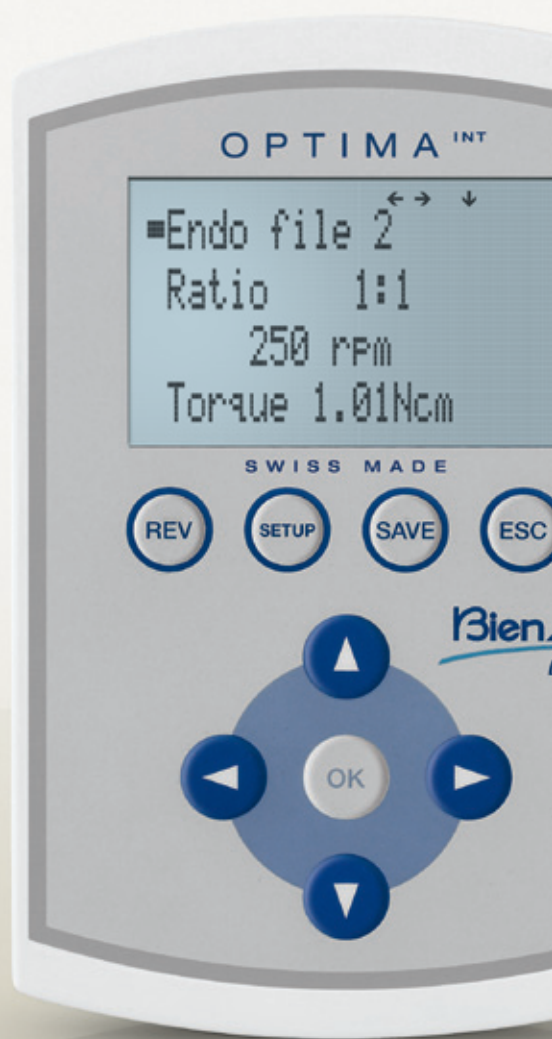 OPTIMA INT
Endo file 2
Ratio 1:1
250 rpm
Torque 1.01Ncm
SWISS MADE
REV SETUP SAVE ESC
Bien
OK